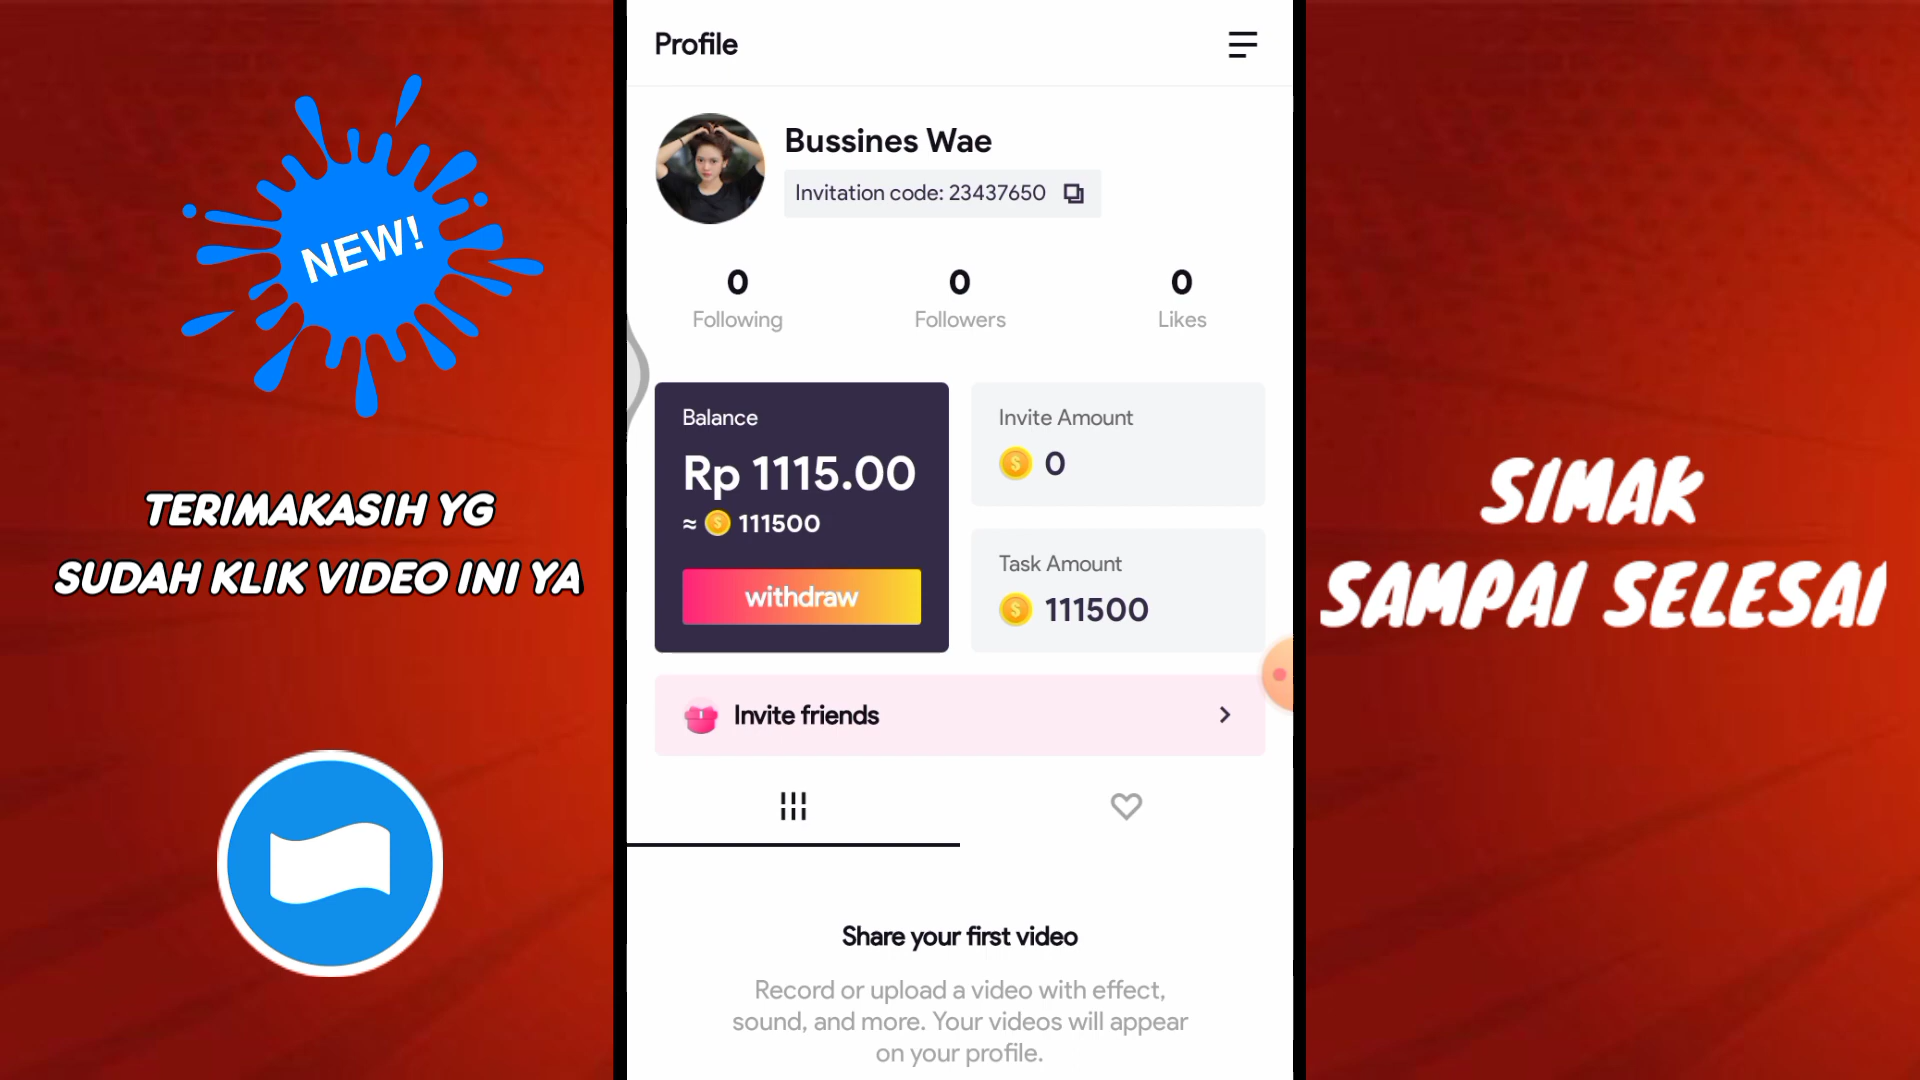 Profile
Bussines Wae
Invitation code: 23437650
0
Following
0
Followers
0
Likes
Balance
Rp 1115.00
≈ 111500
withdraw
Invite Amount
0
Task Amount
111500
Invite friends
Share your first video
Record or upload a video with effect,
sound, and more. Your videos will appear
on your profile.
NEW!
TERIMAKASIH YG
SUDAH KLIK VIDEO INI YA
SIMAK
SAMPAI SELESAI